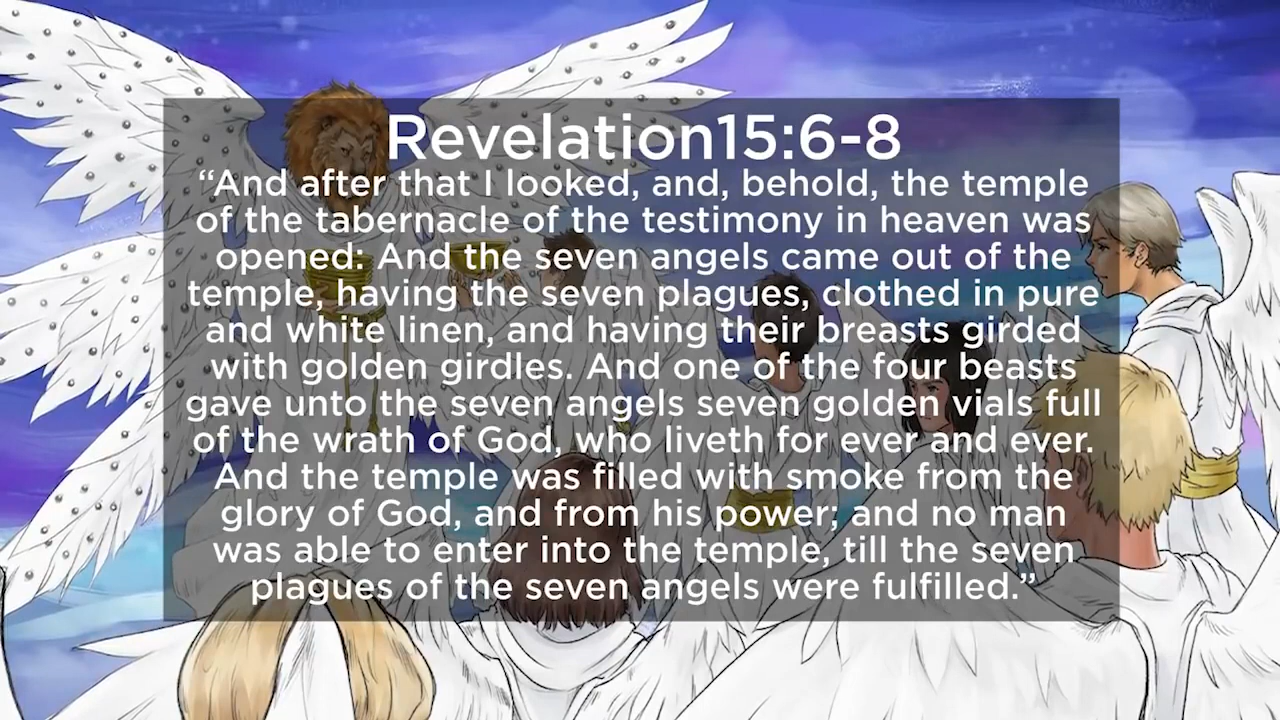 Revelation15:6-8
“And after that I looked, and, behold, the temple
of the tabernacle of the testimony in heaven was
opened: And the seven angels came out of the
temple, having the seven plagues, clothed in pure
and white linen, and having their breasts girded
with golden girdles. And one of the four beasts
gave unto the seven angels seven golden vials full
of the wrath of God, who liveth for ever and ever.
And the temple was filled with smoke from the
glory of God, and from his power; and no man
was able to enter into the temple, till the seven
plagues of the seven angels were fulfilled.”